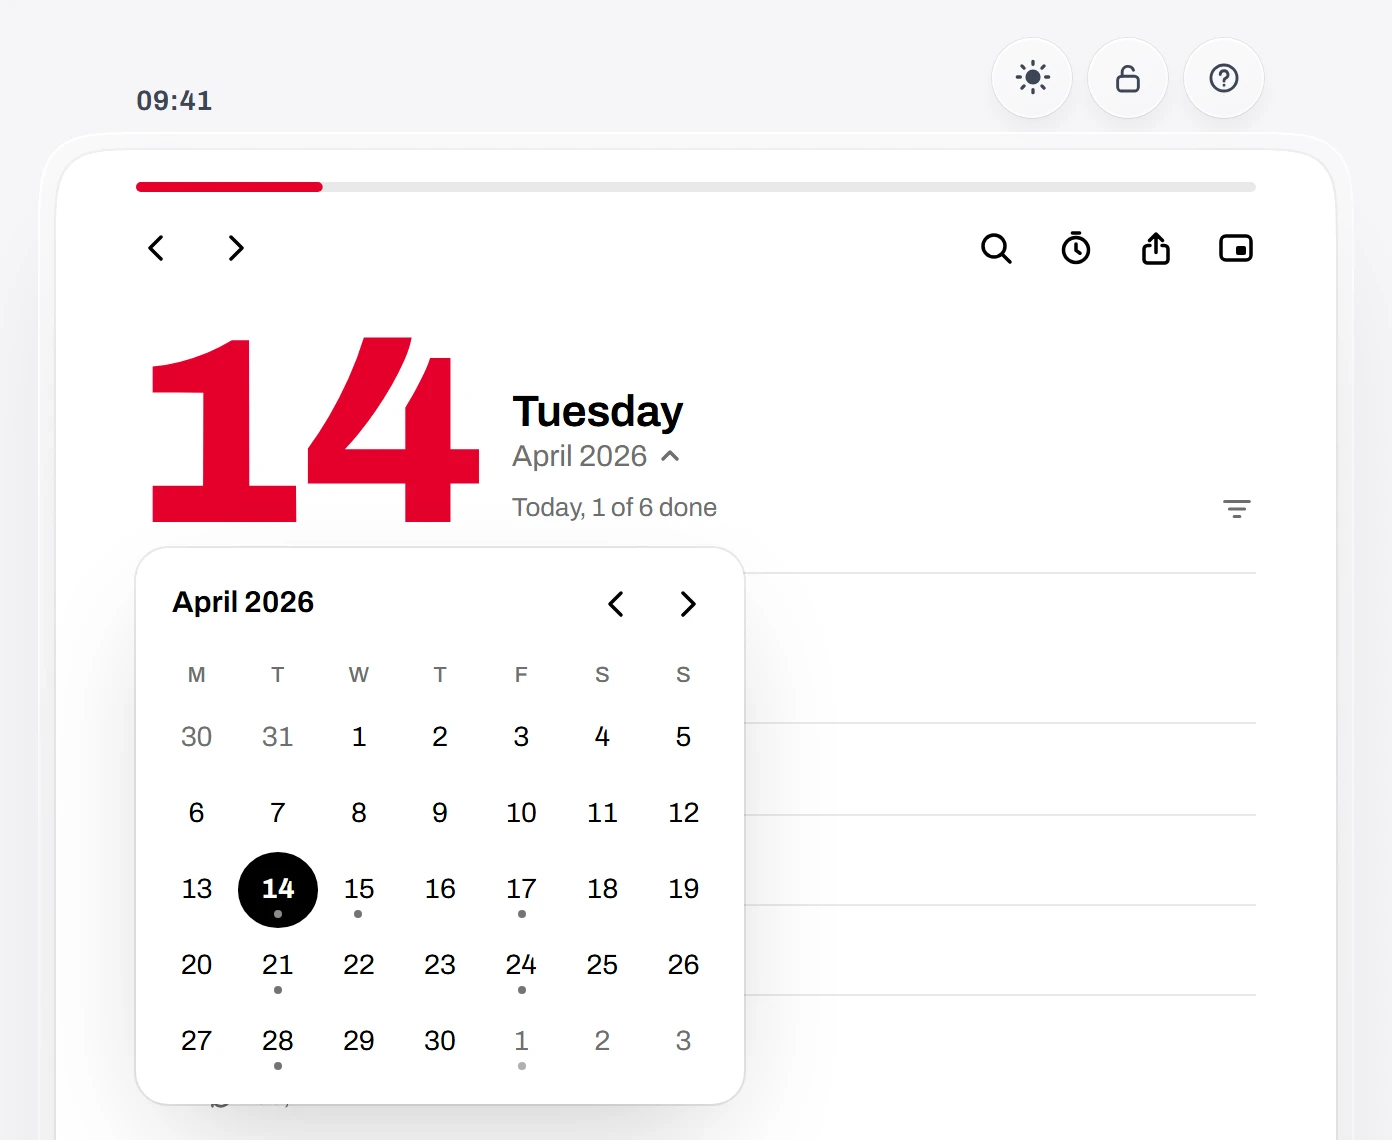 09:41
14
Tuesday
April 2026
Today, 1 of 6 done
April 2026
M T W T F S S
30 31 1 2 3 4 5
6 7 8 9 10 11 12
13 14 15 16 17 18 19
20 21 22 23 24 25 26
27 28 29 30 1 2 3